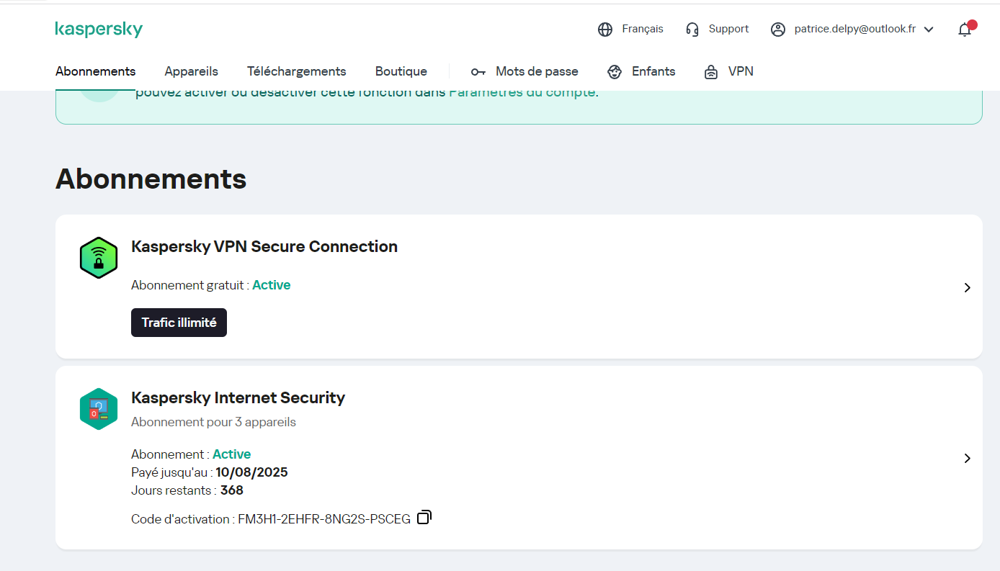 kaspersky
Français
Support
patrice.delpy@outlook.fr
Abonnements
Appareils
Téléchargements
Boutique
Mots de passe
Enfants
VPN
pouvez activer ou désactiver cette fonction dans Paramètres du compte.
Abonnements
Kaspersky VPN Secure Connection
Abonnement gratuit : Active
Trafic illimité
Kaspersky Internet Security
Abonnement pour 3 appareils
Abonnement : Active
Payé jusqu'au : 10/08/2025
Jours restants : 368
Code d'activation : FM3H1-2EHFR-8NG2S-PSCEG